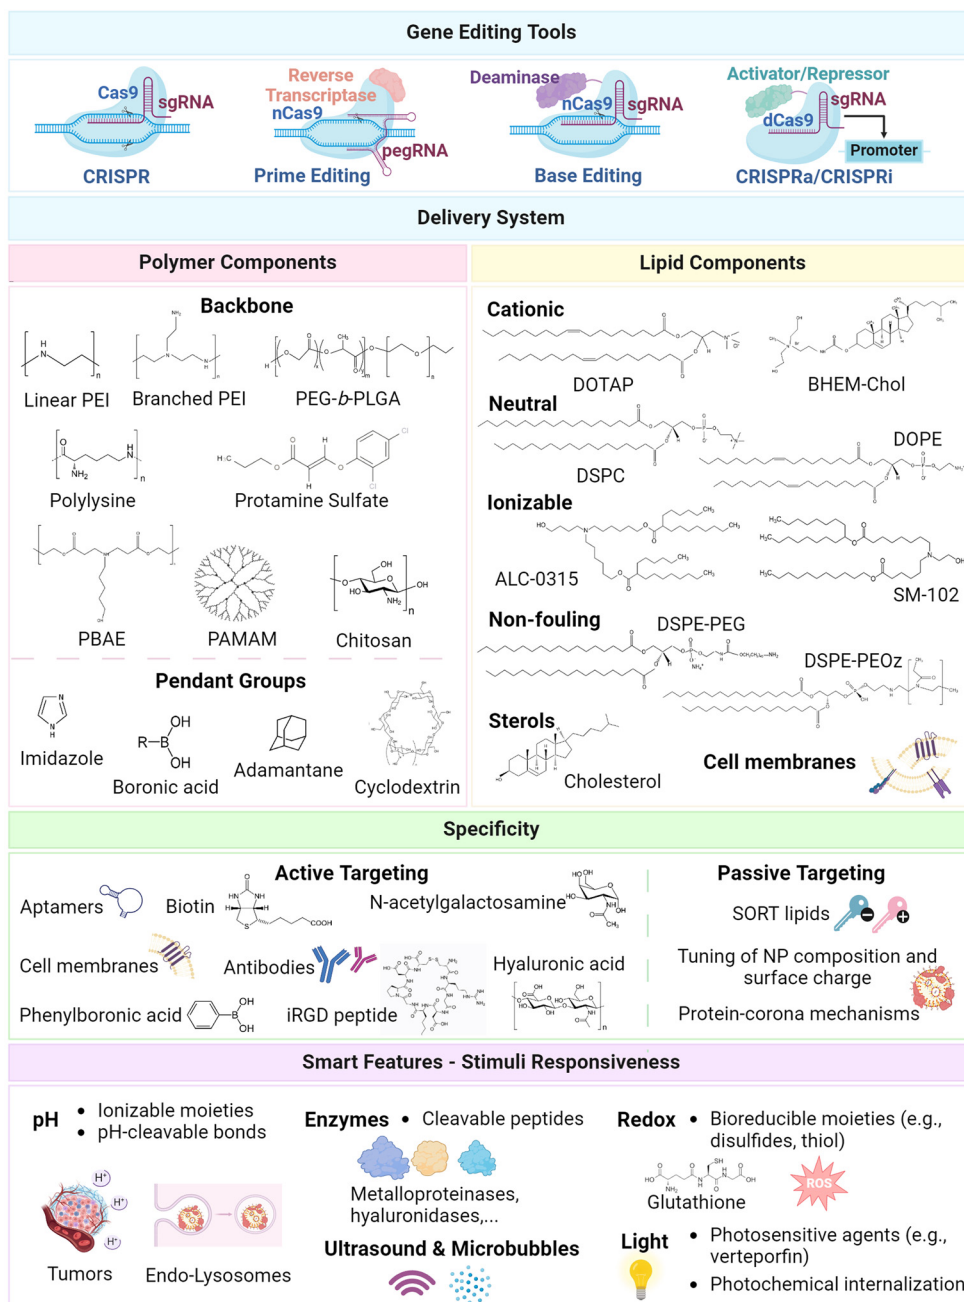 Gene Editing Tools
Cas9
sgRNA
CRISPR
Reverse
Transcriptase
nCas9
pegRNA
Prime Editing
Deaminase
nCas9
sgRNA
Base Editing
Activator/Repressor
sgRNA
dCas9
Promoter
CRISPRa/CRISPRi
Delivery System
Polymer Components
Backbone
Linear PEI
Branched PEI
PEG-b-PLGA
Polylysine
Protamine Sulfate
PBAE
PAMAM
Chitosan
Pendant Groups
Imidazole
Boronic acid
Adamantane
Cyclodextrin
Lipid Components
Cationic
DOTAP
BHEM-Chol
Neutral
DSPC
DOPE
Ionizable
ALC-0315
SM-102
Non-fouling
DSPE-PEG
DSPE-PEOz
Sterols
Cholesterol
Cell membranes
Specificity
Active Targeting
Aptamers
Biotin
N-acetylgalactosamine
Cell membranes
Antibodies
Hyaluronic acid
Phenylboronic acid
iRGD peptide
Passive Targeting
SORT lipids
Tuning of NP composition and
surface charge
Protein-corona mechanisms
Smart Features - Stimuli Responsiveness
pH
• Ionizable moieties
• pH-cleavable bonds
H⁺
H⁺
H⁺
Tumors
Endo-Lysosomes
Enzymes • Cleavable peptides
Metalloproteinases,
hyaluronidases,...
Ultrasound & Microbubbles
Redox • Bioreducible moieties (e.g.,
disulfides, thiol)
Glutathione
ROS
Light • Photosensitive agents (e.g.,
verteporfin)
• Photochemical internalization